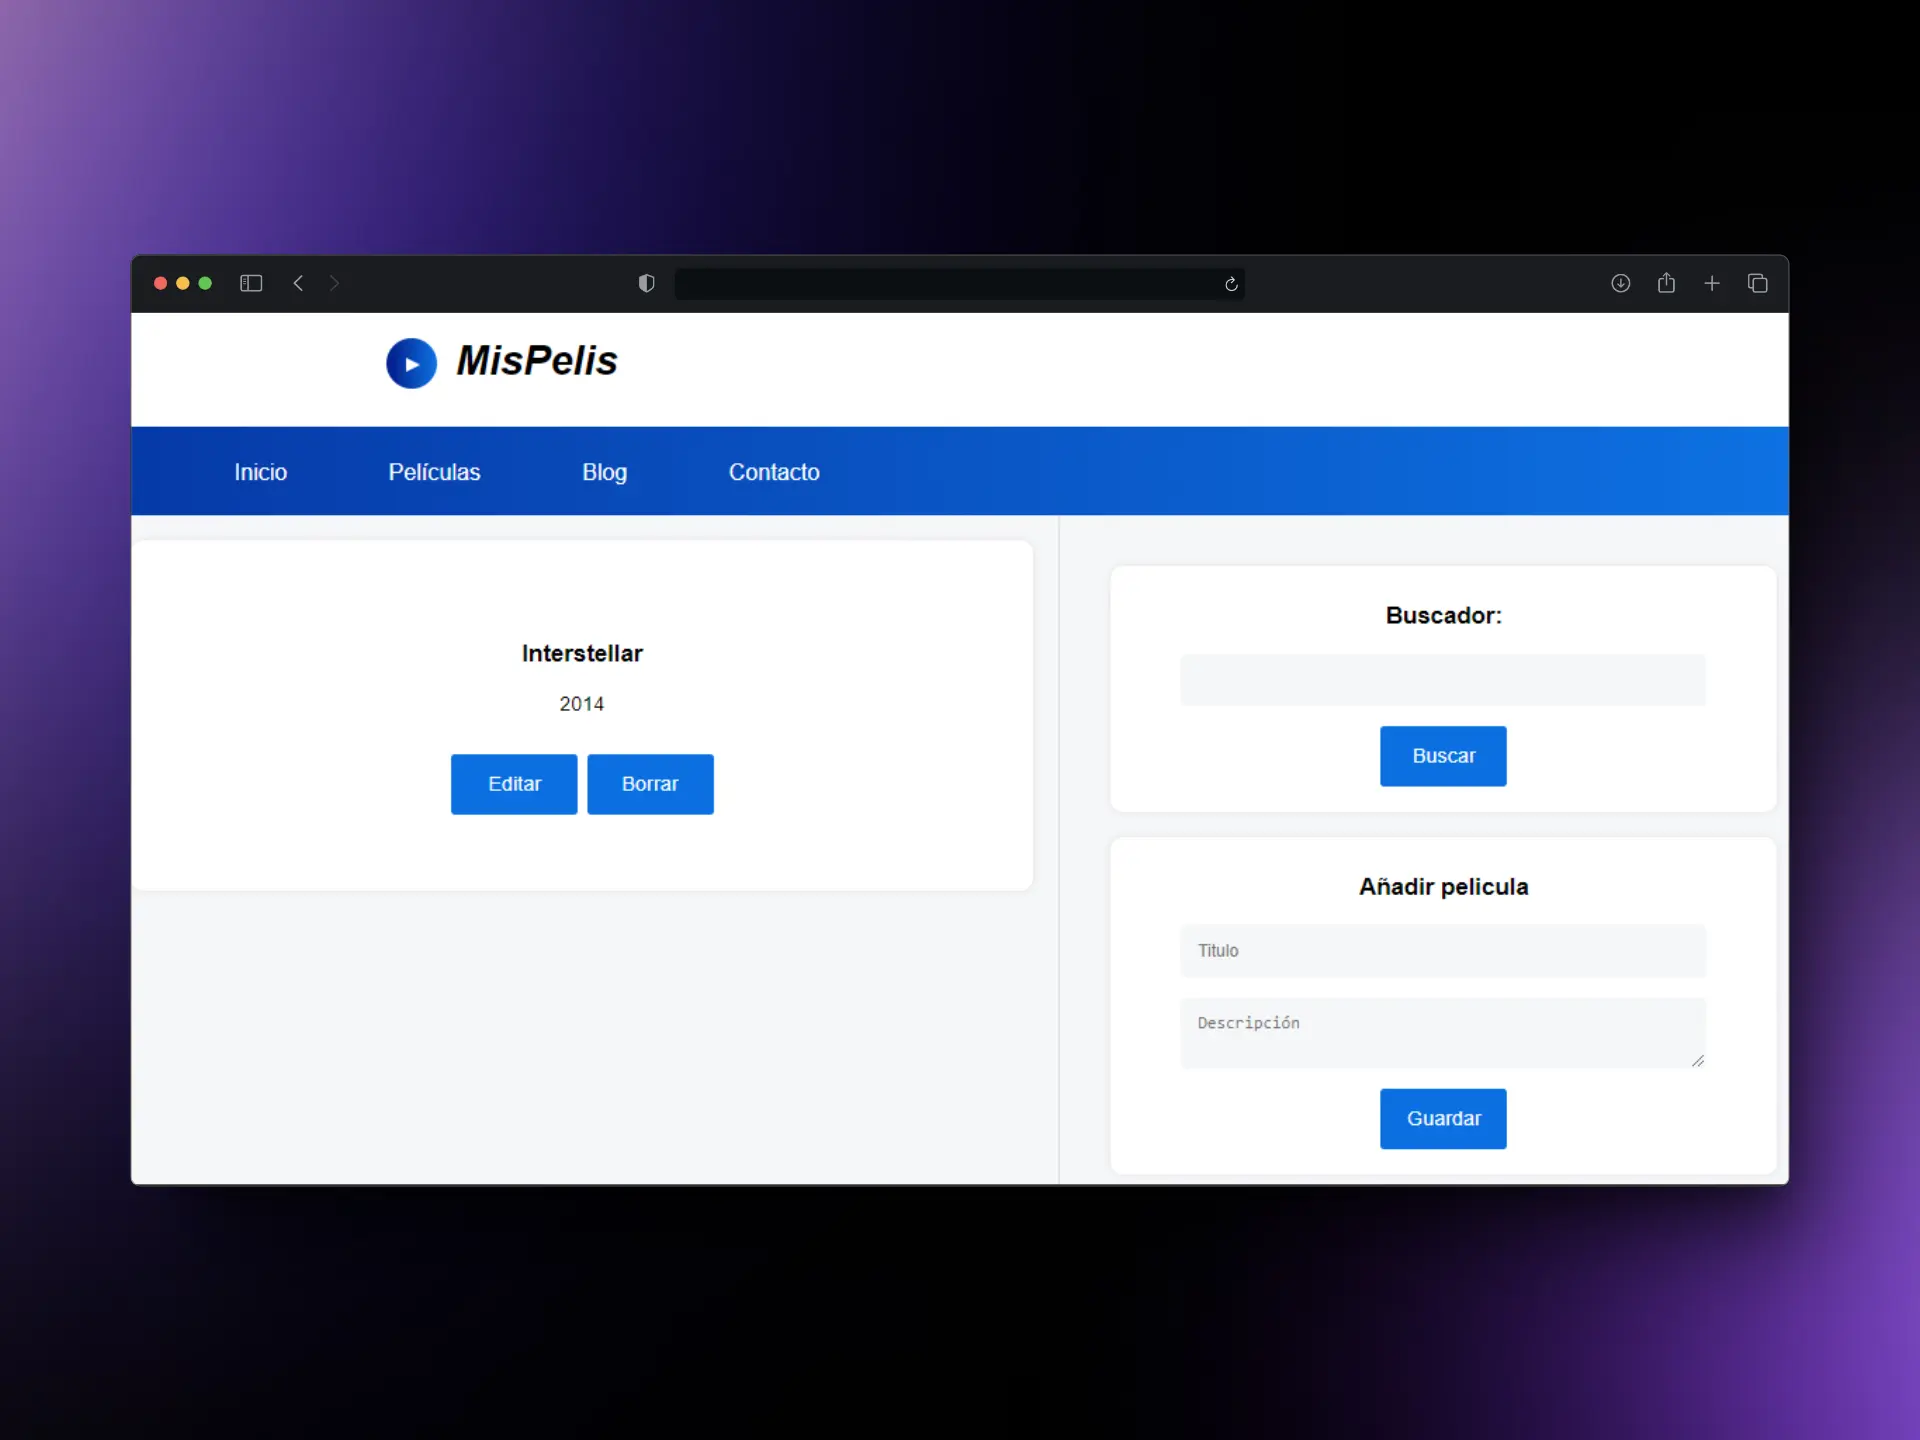 MisPelis
Inicio Películas Blog Contacto
Interstellar
2014
Editar Borrar
Buscador:
Buscar
Añadir pelicula
Titulo
Descripción
Guardar